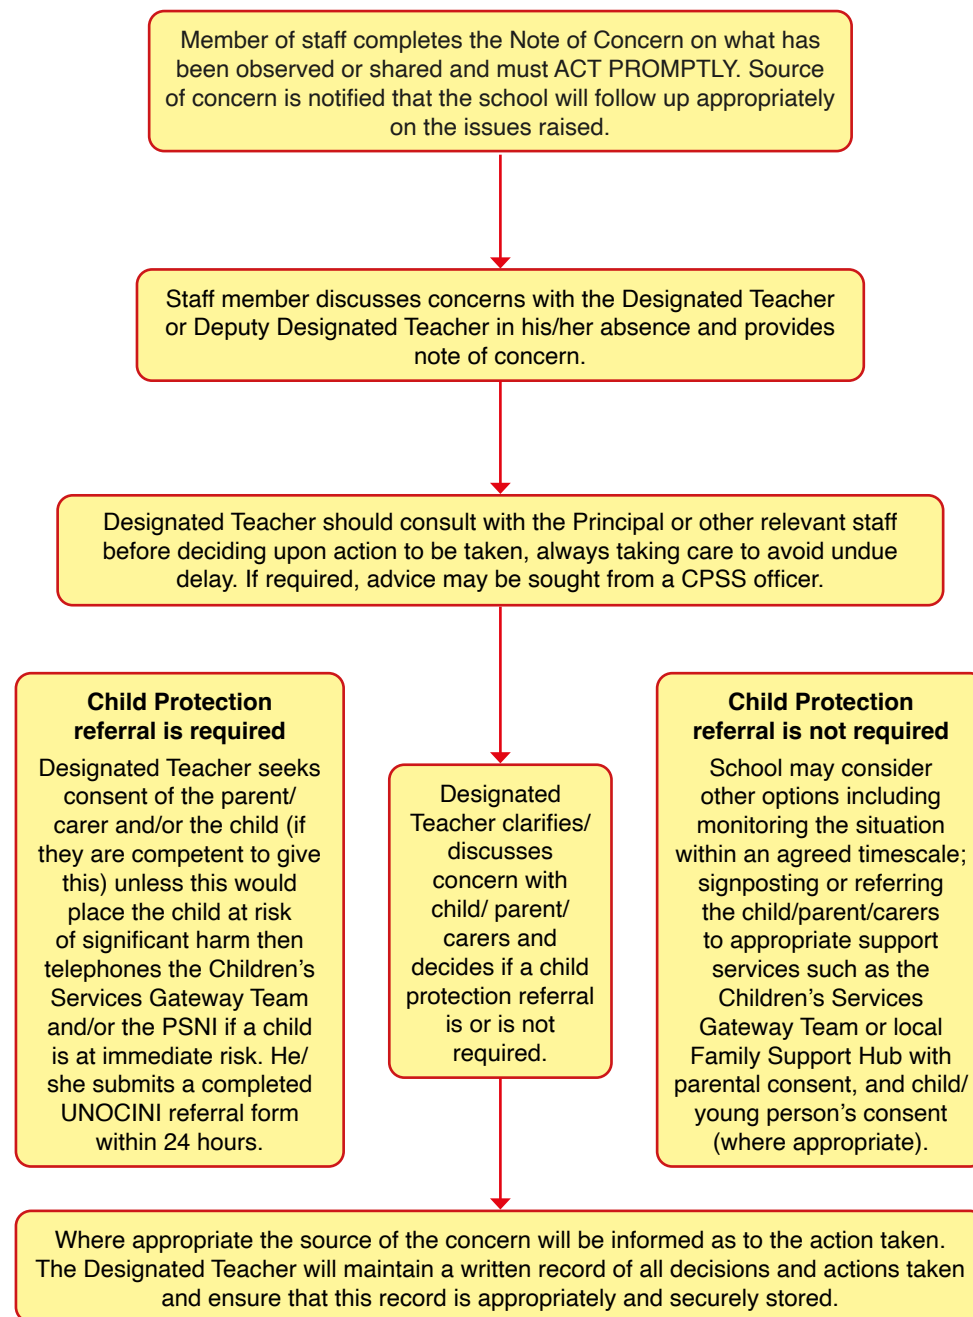 Member of staff completes the Note of Concern on what has
been observed or shared and must ACT PROMPTLY. Source
of concern is notified that the school will follow up appropriately
on the issues raised.
Staff member discusses concerns with the Designated Teacher
or Deputy Designated Teacher in his/her absence and provides
note of concern.
Designated Teacher should consult with the Principal or other relevant staff
before deciding upon action to be taken, always taking care to avoid undue
delay. If required, advice may be sought from a CPSS officer.
Child Protection
referral is required
Designated Teacher seeks
consent of the parent/
carer and/or the child (if
they are competent to give
this) unless this would
place the child at risk
of significant harm then
telephones the Children’s
Services Gateway Team
and/or the PSNI if a child
is at immediate risk. He/
she submits a completed
UNOCINI referral form
within 24 hours.
Designated
Teacher clarifies/
discusses
concern with
child/ parent/
carers and
decides if a child
protection referral
is or is not
required.
Child Protection
referral is not required
School may consider
other options including
monitoring the situation
within an agreed timescale;
signposting or referring
the child/parent/carers
to appropriate support
services such as the
Children’s Services
Gateway Team or local
Family Support Hub with
parental consent, and child/
young person’s consent
(where appropriate).
Where appropriate the source of the concern will be informed as to the action taken.
The Designated Teacher will maintain a written record of all decisions and actions taken
and ensure that this record is appropriately and securely stored.